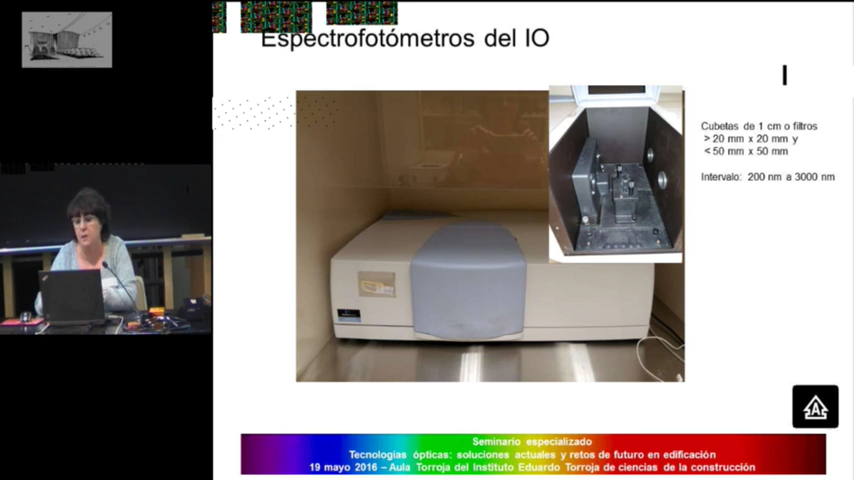 Espectrofotómetros del IO
Cubetas de 1 cm o filtros
> 20 mm x 20 mm y
< 50 mm x 50 mm
Intervalo: 200 nm a 3000 nm
Seminario especializado
Tecnologías ópticas: soluciones actuales y retos de futuro en edificación
19 mayo 2016 – Aula Torroja del Instituto Eduardo Torroja de ciencias de la construcción